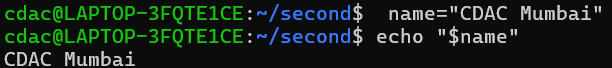 cdac@LAPTOP-3FQTE1CE:~/second$  name="CDAC Mumbai"
cdac@LAPTOP-3FQTE1CE:~/second$ echo "$name"
CDAC Mumbai